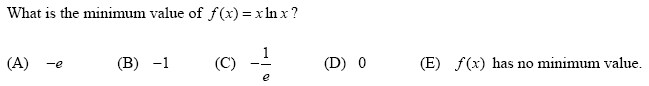 What is the minimum value of f(x) = x ln x ?
(A) -e (B) -1 (C) -1/e (D) 0 (E) f(x) has no minimum value.